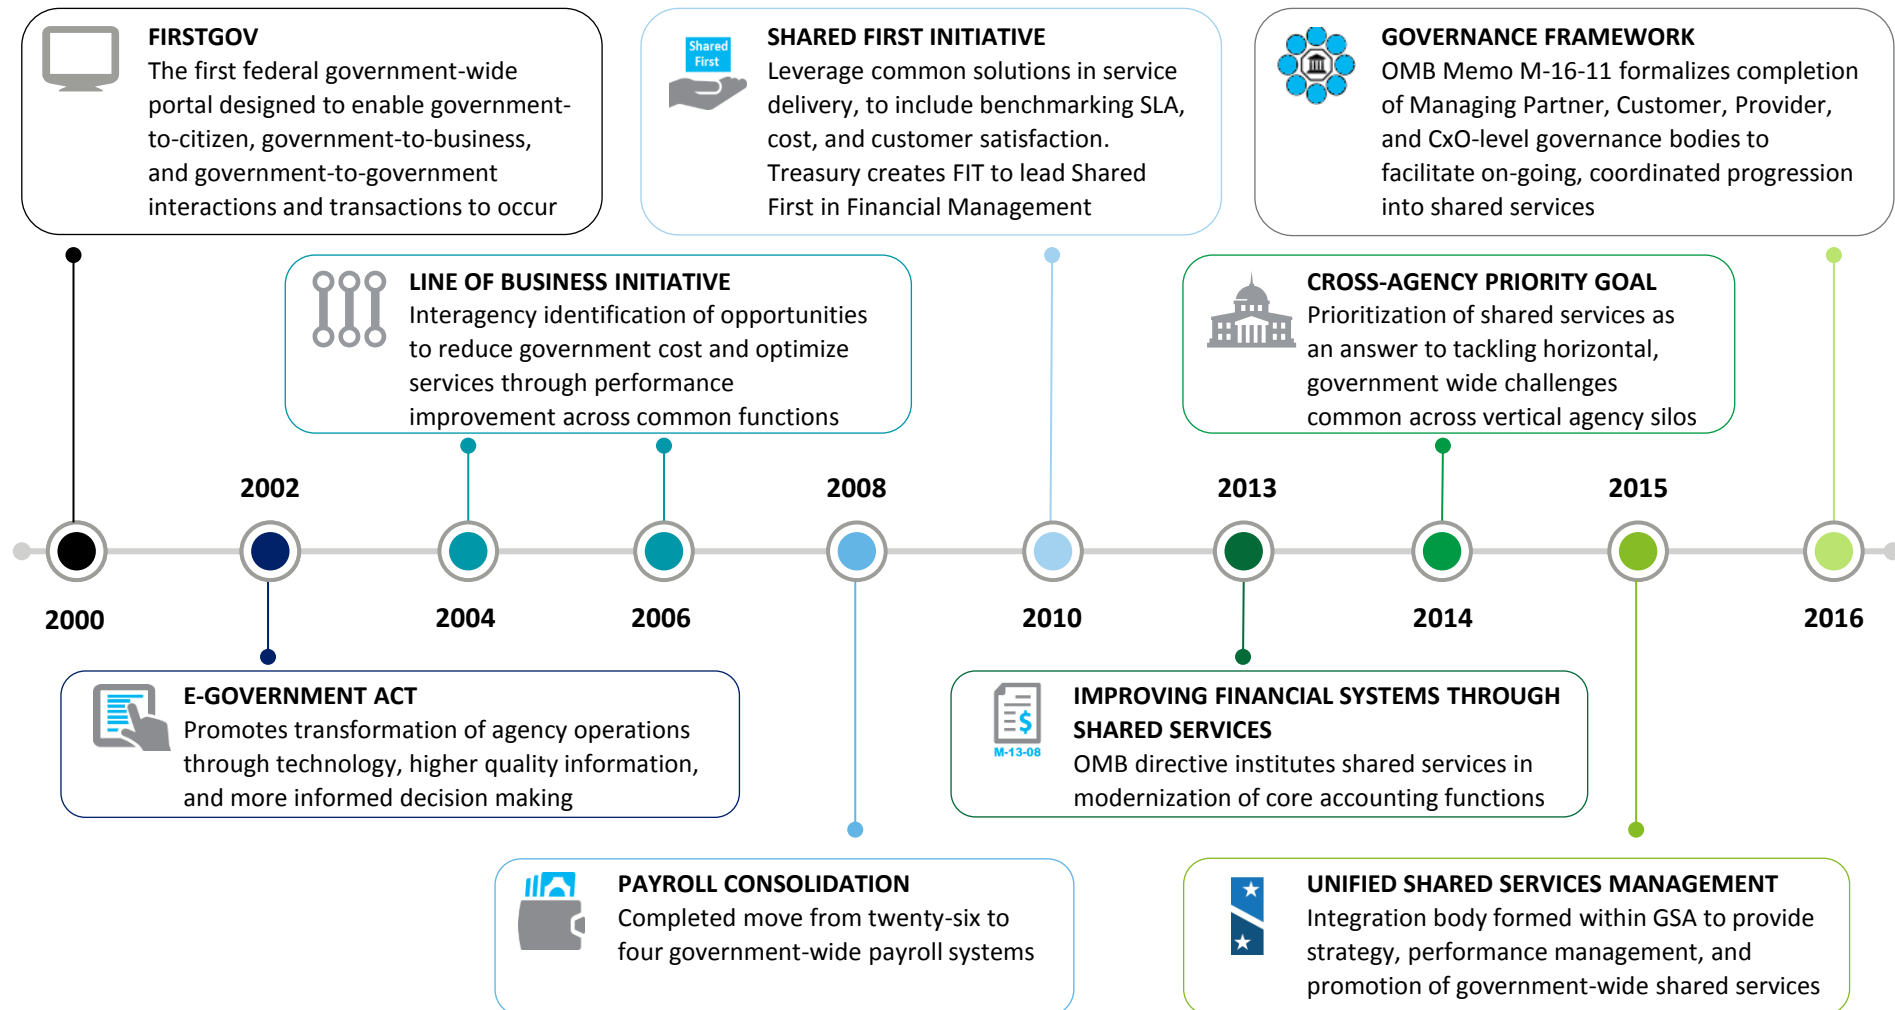 FIRSTGOV
The first federal government-wide
portal designed to enable government-
to-citizen, government-to-business,
and government-to-government
interactions and transactions to occur
Shared
First
SHARED FIRST INITIATIVE
Leverage common solutions in service
delivery, to include benchmarking SLA,
cost, and customer satisfaction.
Treasury creates FIT to lead Shared
First in Financial Management
GOVERNANCE FRAMEWORK
OMB Memo M-16-11 formalizes completion
of Managing Partner, Customer, Provider,
and CxO-level governance bodies to
facilitate on-going, coordinated progression
into shared services
LINE OF BUSINESS INITIATIVE
Interagency identification of opportunities
to reduce government cost and optimize
services through performance
improvement across common functions
CROSS-AGENCY PRIORITY GOAL
Prioritization of shared services as
an answer to tackling horizontal,
government wide challenges
common across vertical agency silos
2002
2008
2013
2015
2000
2004
2006
2010
2014
2016
E-GOVERNMENT ACT
Promotes transformation of agency operations
through technology, higher quality information,
and more informed decision making
M-13-08
IMPROVING FINANCIAL SYSTEMS THROUGH
SHARED SERVICES
OMB directive institutes shared services in
modernization of core accounting functions
PAYROLL CONSOLIDATION
Completed move from twenty-six to
four government-wide payroll systems
UNIFIED SHARED SERVICES MANAGEMENT
Integration body formed within GSA to provide
strategy, performance management, and
promotion of government-wide shared services